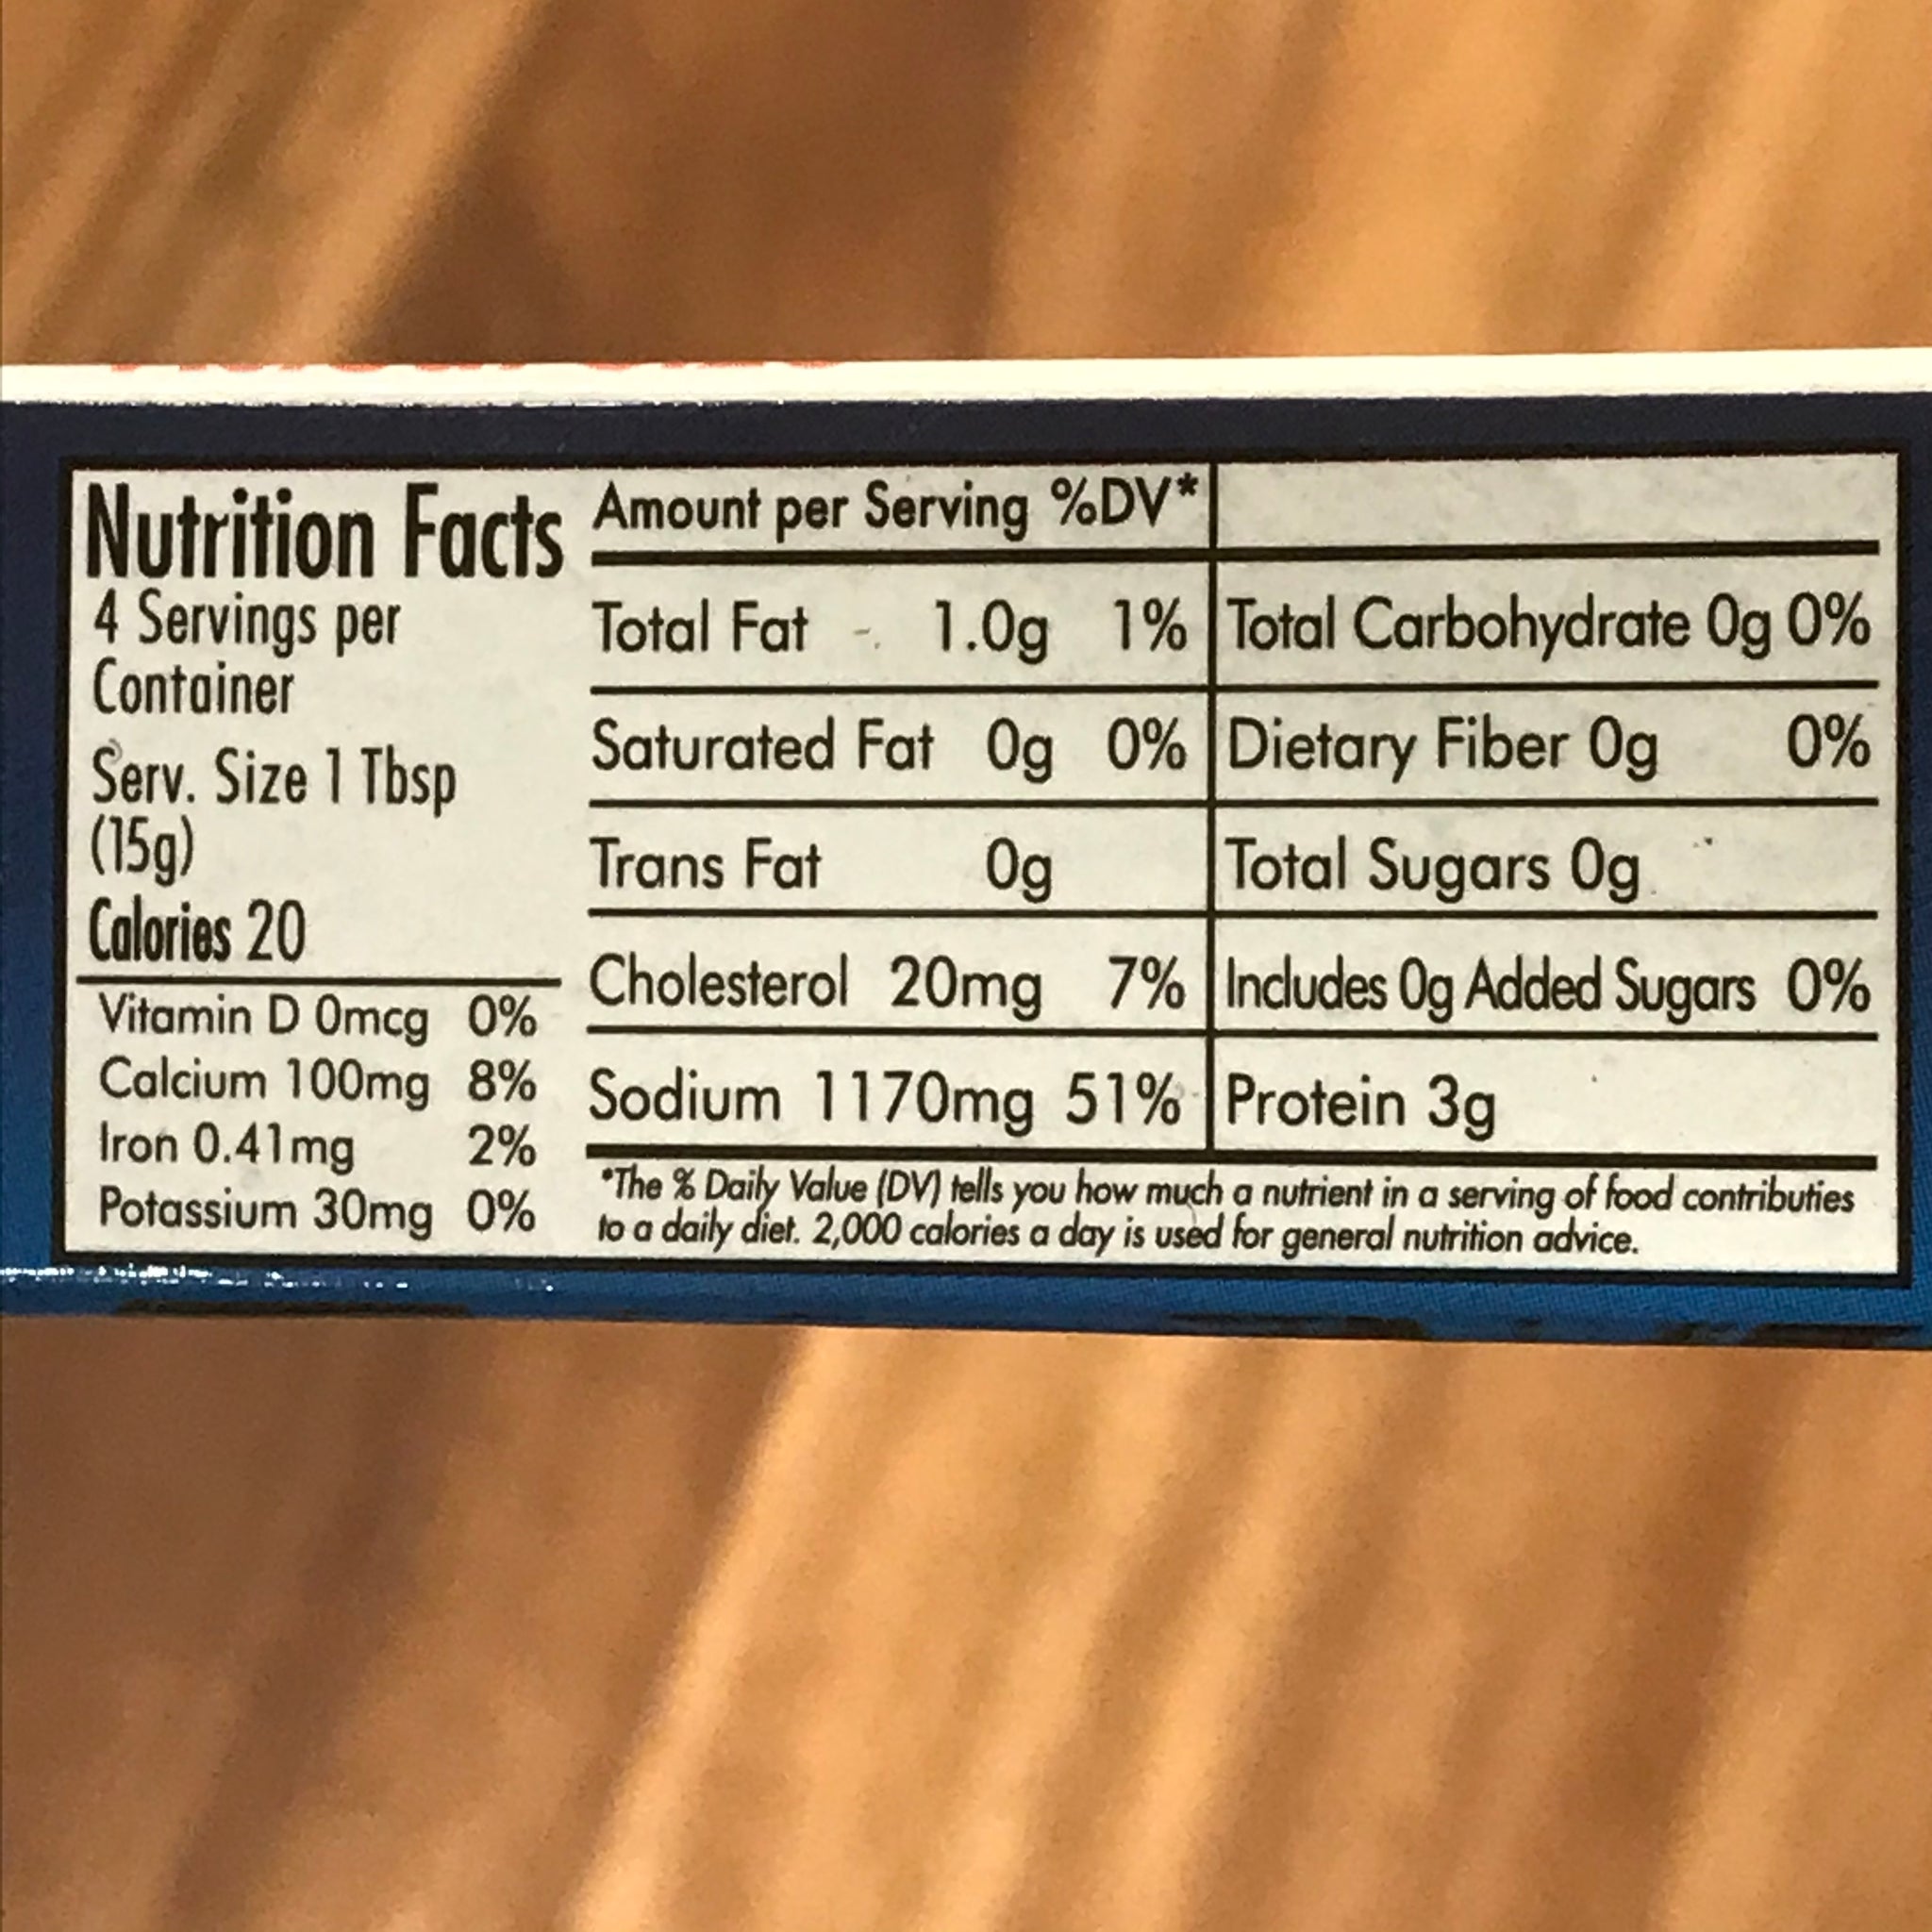 Nutrition Facts
4 Servings per
Container
Serv. Size 1 Tbsp
(15g)
Calories 20
Vitamin D 0mcg 0%
Calcium 100mg 8%
Iron 0.41mg 2%
Potassium 30mg 0%
Amount per Serving %DV*
Total Fat 1.0g 1%
Saturated Fat 0g 0%
Trans Fat 0g
Cholesterol 20mg 7%
Sodium 1170mg 51%
Total Carbohydrate 0g 0%
Dietary Fiber 0g 0%
Total Sugars 0g
Includes 0g Added Sugars 0%
Protein 3g
*The % Daily Value (DV) tells you how much a nutrient in a serving of food contributies
to a daily diet. 2,000 calories a day is used for general nutrition advice.